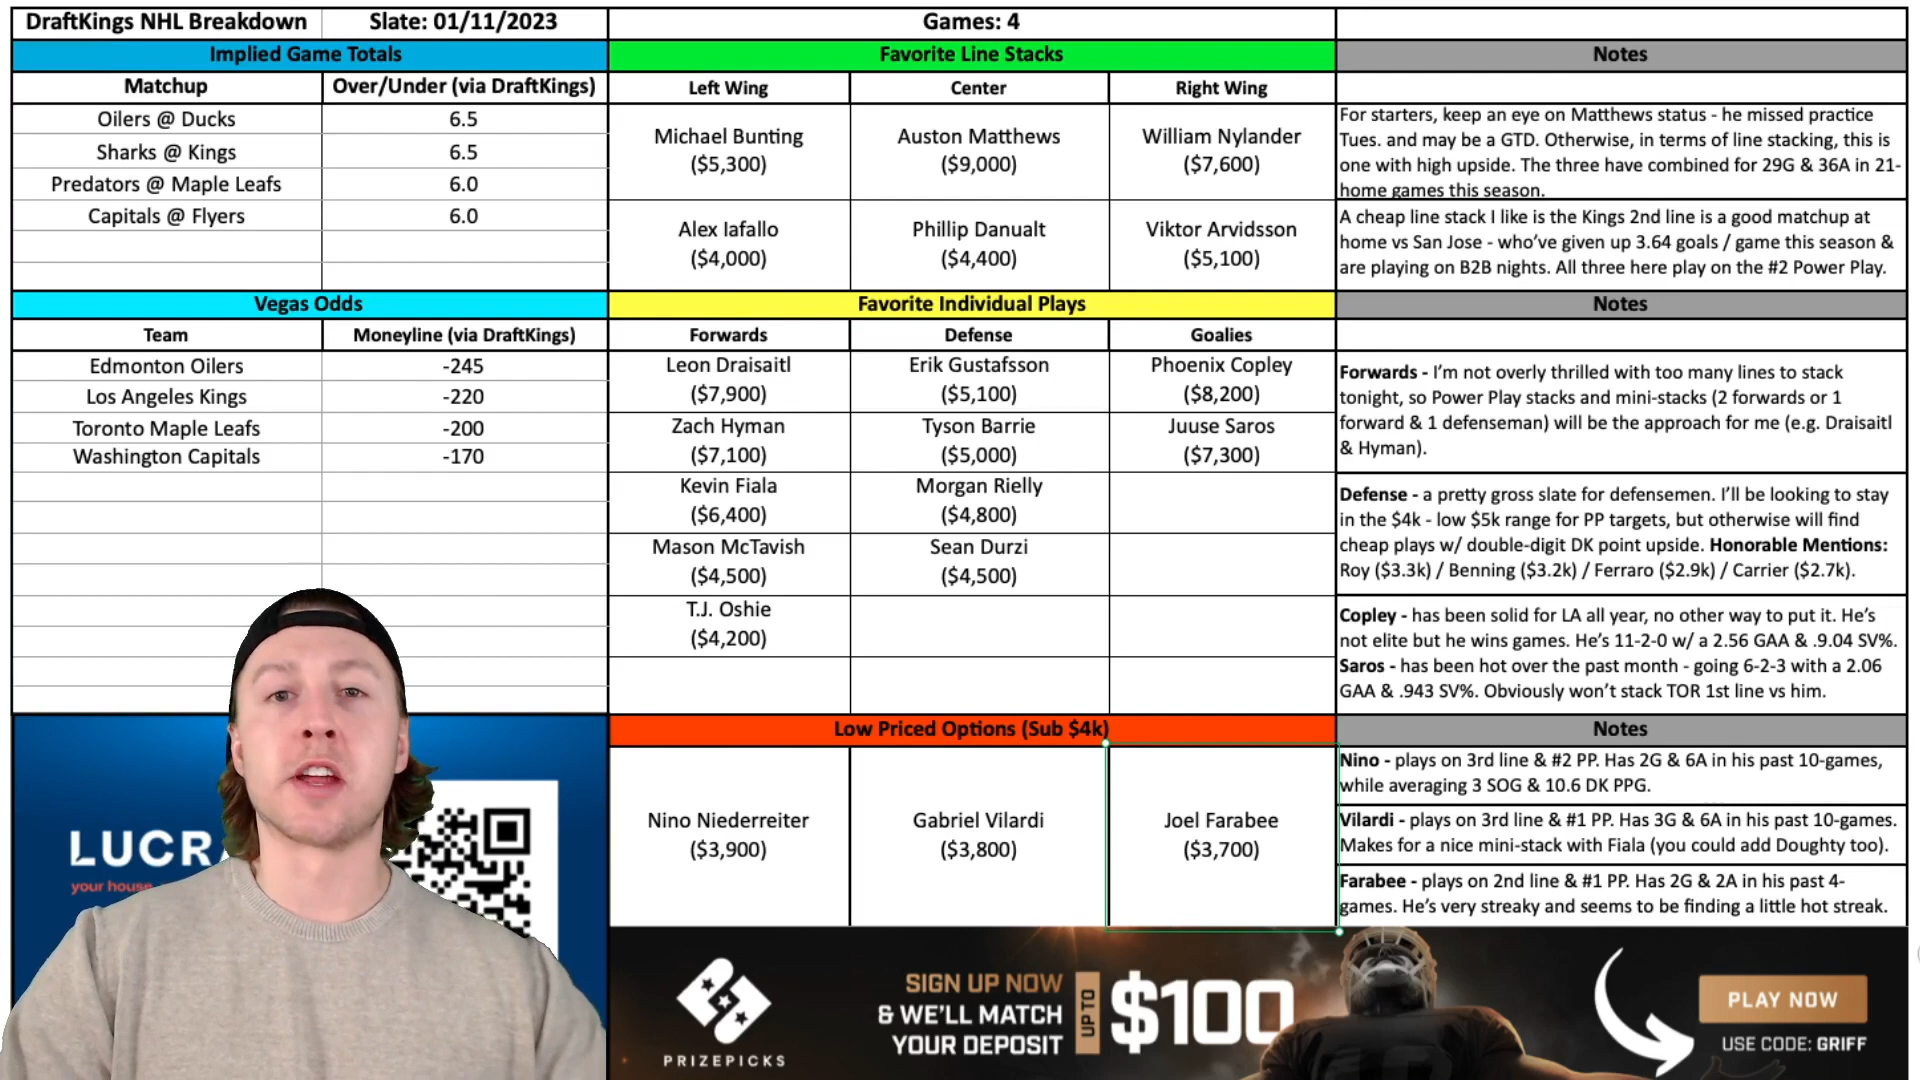 DraftKings NHL Breakdown
Slate: 01/11/2023
Games: 4
Implied Game Totals
Matchup
Over/Under (via DraftKings)
Oilers @ Ducks
6.5
Sharks @ Kings
6.5
Predators @ Maple Leafs
6.0
Capitals @ Flyers
6.0
Favorite Line Stacks
Left Wing
Center
Right Wing
Michael Bunting
($5,300)
Auston Matthews
($9,000)
William Nylander
($7,600)
Alex Iafallo
($4,000)
Phillip Danualt
($4,400)
Viktor Arvidsson
($5,100)
Notes
For starters, keep an eye on Matthews status - he missed practice
Tues. and may be a GTD. Otherwise, in terms of line stacking, this is
one with high upside. The three have combined for 29G & 36A in 21-
home games this season.
A cheap line stack I like is the Kings 2nd line is a good matchup at
home vs San Jose - who've given up 3.64 goals / game this season &
are playing on B2B nights. All three here play on the #2 Power Play.
Vegas Odds
Team
Moneyline (via DraftKings)
Edmonton Oilers
-245
Los Angeles Kings
-220
Toronto Maple Leafs
-200
Washington Capitals
-170
Favorite Individual Plays
Forwards
Defense
Goalies
Leon Draisaitl
($7,900)
Erik Gustafsson
($5,100)
Phoenix Copley
($8,200)
Zach Hyman
($7,100)
Tyson Barrie
($5,000)
Juuse Saros
($7,300)
Kevin Fiala
($6,400)
Morgan Rielly
($4,800)
Mason McTavish
($4,500)
Sean Durzi
($4,500)
T.J. Oshie
($4,200)
Notes
Forwards - I'm not overly thrilled with too many lines to stack
tonight, so Power Play stacks and mini-stacks (2 forwards or 1
forward & 1 defenseman) will be the approach for me (e.g. Draisaitl
& Hyman).
Defense - a pretty gross slate for defensemen. I'll be looking to stay
in the $4k - low $5k range for PP targets, but otherwise will find
cheap plays w/ double-digit DK point upside. Honorable Mentions:
Roy ($3.3k) / Benning ($3.2k) / Ferraro ($2.9k) / Carrier ($2.7k).
Copley - has been solid for LA all year, no other way to put it. He's
not elite but he wins games. He's 11-2-0 w/ a 2.56 GAA & .9.04 SV%.
Saros - has been hot over the past month - going 6-2-3 with a 2.06
GAA & .943 SV%. Obviously won't stack TOR 1st line vs him.
Low Priced Options (Sub $4k)
Nino Niederreiter
($3,900)
Gabriel Vilardi
($3,800)
Joel Farabee
($3,700)
Notes
Nino - plays on 3rd line & #2 PP. Has 2G & 6A in his past 10-games,
while averaging 3 SOG & 10.6 DK PPG.
Vilardi - plays on 3rd line & #1 PP. Has 3G & 6A in his past 10-games.
Makes for a nice mini-stack with Fiala (you could add Doughty too).
Farabee - plays on 2nd line & #1 PP. Has 2G & 2A in his past 4-
games. He's very streaky and seems to be finding a little hot streak.
your house
PRIZEPICKS
SIGN UP NOW
& WE'LL MATCH
YOUR DEPOSIT
UP TO
$100
PLAY NOW
USE CODE: GRIFF